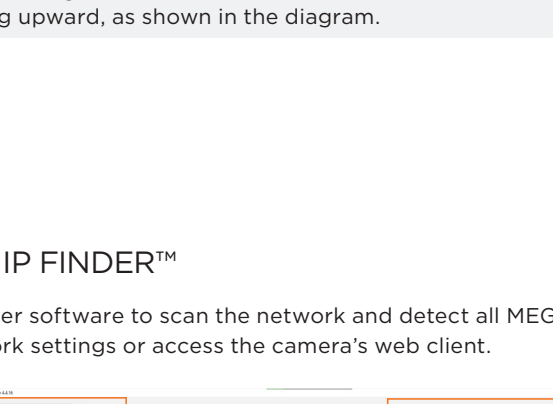 g upward, as shown in the diagram.
IP FINDER™
er software to scan the network and detect all MEG
rk settings or access the camera's web client.